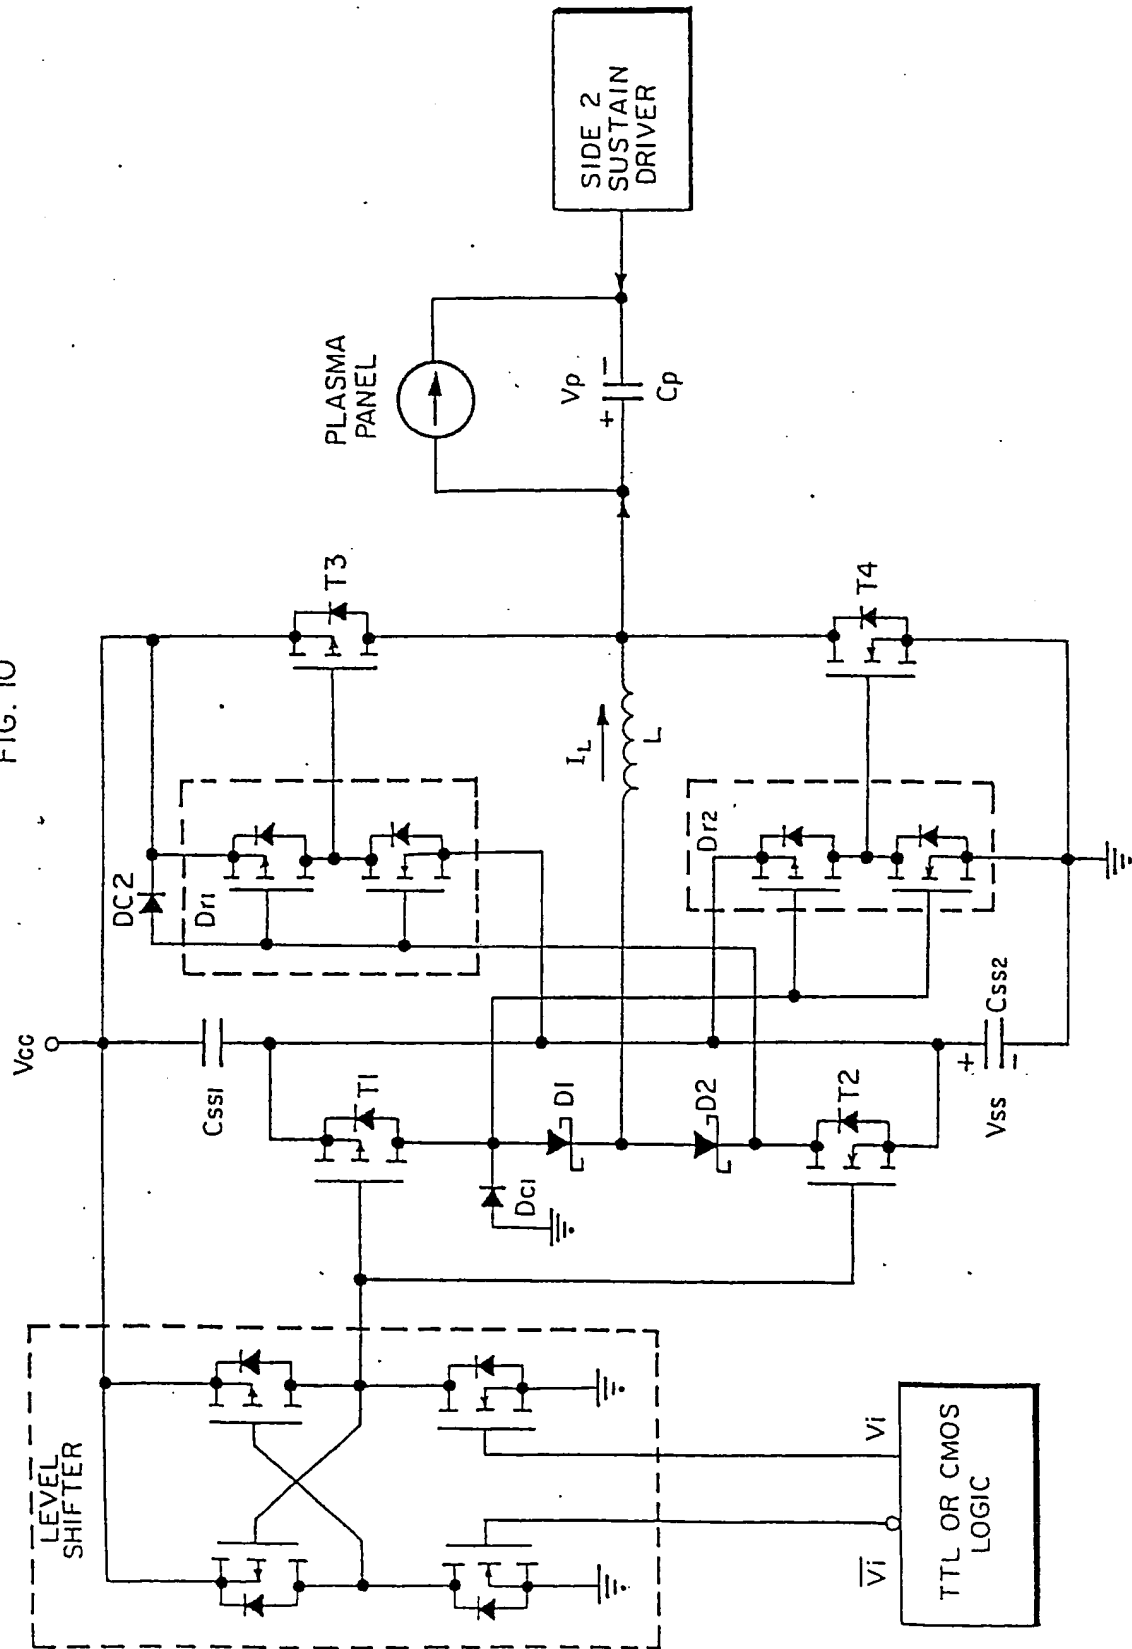 FIG. 10
LEVEL
SHIFTER
Vcc
Css1
T1
Dc1
D1
D2
T2
Vss
+
-
Css2
DC2
Dr1
T3
Dr2
T4
IL
L
PLASMA
PANEL
Vp
+
-
Cp
SIDE 2
SUSTAIN
DRIVER
Vi
V̅i̅
TTL OR CMOS
LOGIC